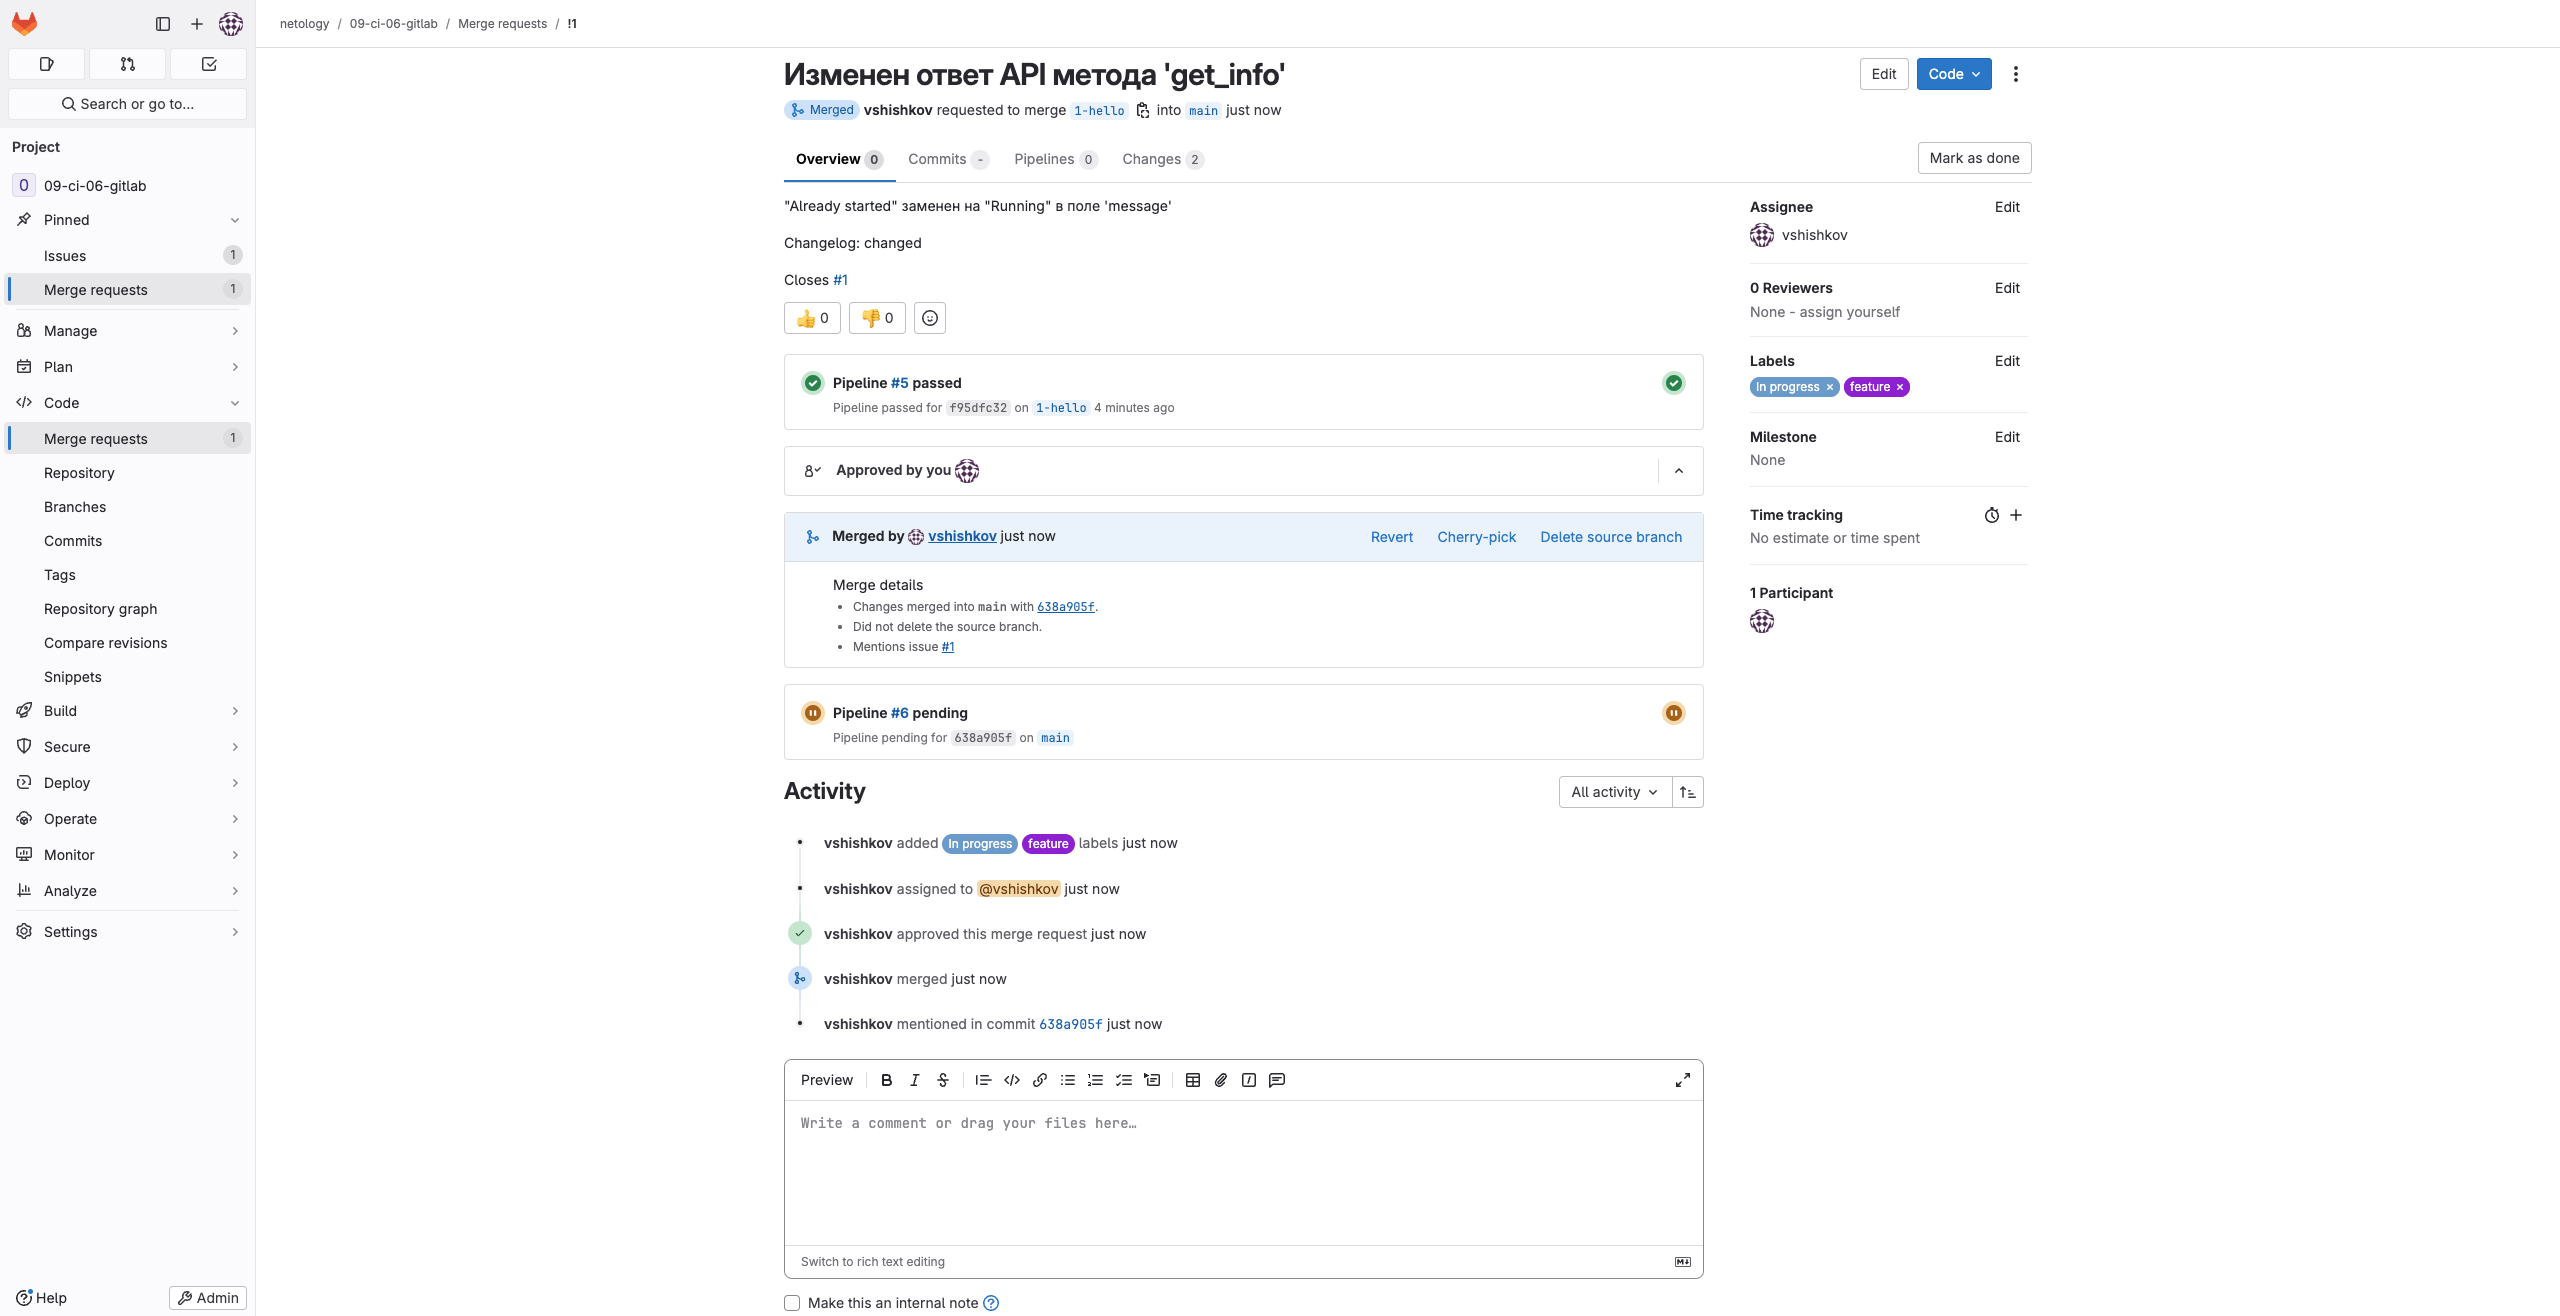 netology / 09-ci-06-gitlab / Merge requests / !1
Search or go to...
Project
0 09-ci-06-gitlab
Pinned
Issues 1
Merge requests 1
Manage
Plan
Code
Merge requests 1
Repository
Branches
Commits
Tags
Repository graph
Compare revisions
Snippets
Build
Secure
Deploy
Operate
Monitor
Analyze
Settings
Help Admin
Изменен ответ API метода 'get_info'
Edit Code
Merged vshishkov requested to merge 1-hello into main just now
Overview 0 Commits - Pipelines 0 Changes 2
Mark as done
"Already started" заменен на "Running" в поле 'message'
Changelog: changed
Closes #1
👍 0 👎 0
Pipeline #5 passed
Pipeline passed for f95dfc32 on 1-hello 4 minutes ago
Approved by you
Merged by vshishkov just now Revert Cherry-pick Delete source branch
Merge details
• Changes merged into main with 638a905f.
• Did not delete the source branch.
• Mentions issue #1
Pipeline #6 pending
Pipeline pending for 638a905f on main
Activity
All activity
vshishkov added In progress feature labels just now
vshishkov assigned to @vshishkov just now
vshishkov approved this merge request just now
vshishkov merged just now
vshishkov mentioned in commit 638a905f just now
Preview
Write a comment or drag your files here…
Switch to rich text editing
Make this an internal note
Assignee Edit
vshishkov
0 Reviewers Edit
None - assign yourself
Labels Edit
In progress × feature ×
Milestone Edit
None
Time tracking
No estimate or time spent
1 Participant